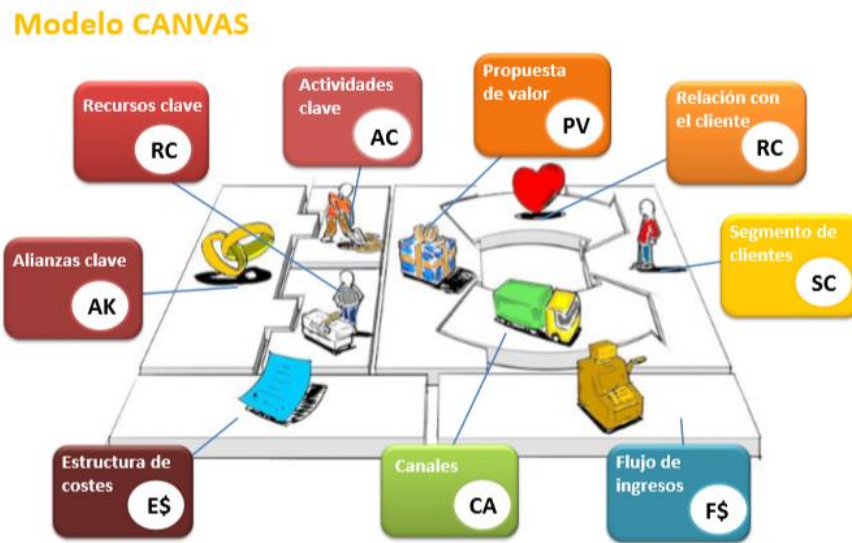 Modelo CANVAS
Recursos clave
RC
Actividades
clave
AC
Propuesta
de valor
PV
Relación con
el cliente
RC
Alianzas clave
AK
Segmento de
clientes
SC
Estructura de
costes
E$
Canales
CA
Flujo de
ingresos
F$